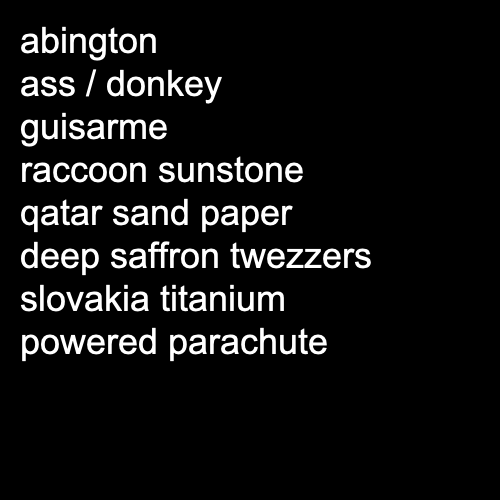 abington
ass / donkey
guisarme
raccoon sunstone
qatar sand paper
deep saffron twezzers
slovakia titanium
powered parachute